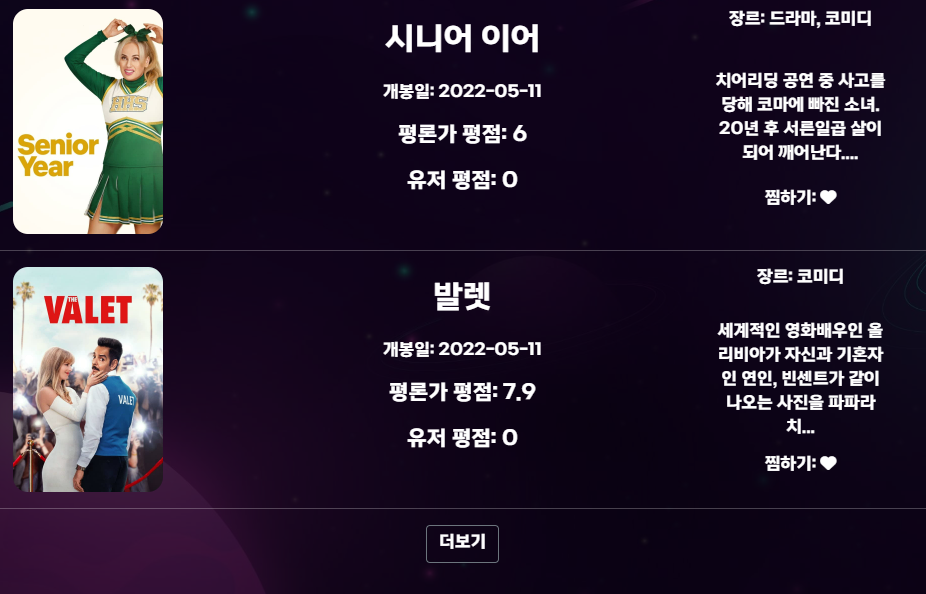 Senior
Year
시니어 이어
개봉일: 2022-05-11
평론가 평점: 6
유저 평점: 0
장르: 드라마, 코미디
치어리딩 공연 중 사고를
당해 코마에 빠진 소녀.
20년 후 서른일곱 살이
되어 깨어난다....
찜하기:
THE
VALET
VALET
발렛
개봉일: 2022-05-11
평론가 평점: 7.9
유저 평점: 0
장르: 코미디
세계적인 영화배우인 올
리비아가 자신과 기혼자
인 연인, 빈센트가 같이
나오는 사진을 파파라
치...
찜하기:
더보기